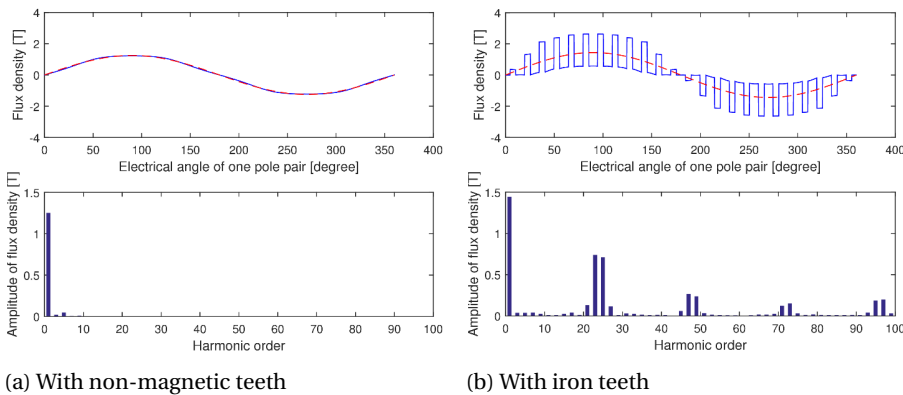 Flux density [T]
4
2
0
-2
-4
0 50 100 150 200 250 300 350 400
Electrical angle of one pole pair [degree]
Amplitude of flux density [T]
1.5
1
0.5
0
0 10 20 30 40 50 60 70 80 90 100
Harmonic order
(a) With non-magnetic teeth
Flux density [T]
4
2
0
-2
-4
0 50 100 150 200 250 300 350 400
Electrical angle of one pole pair [degree]
Amplitude of flux density [T]
1.5
1
0.5
0
0 10 20 30 40 50 60 70 80 90 100
Harmonic order
(b) With iron teeth